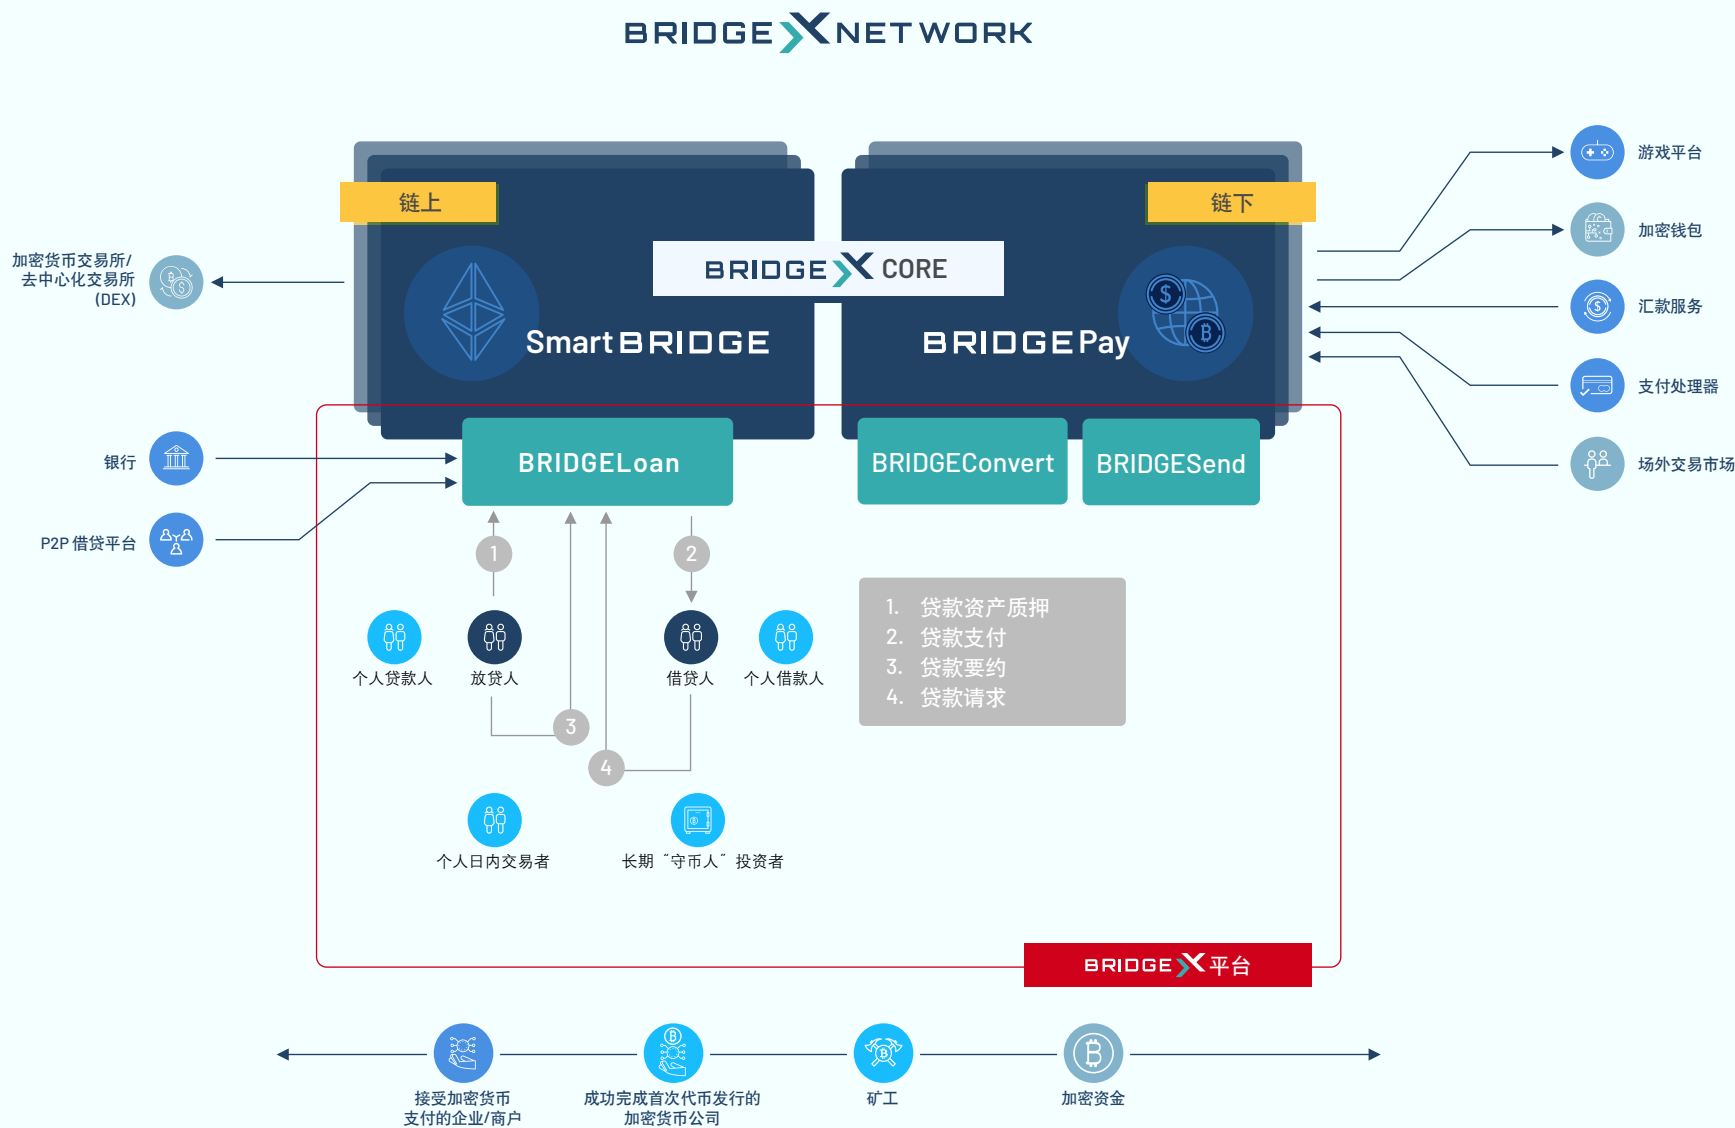 BRIDGEX NETWORK
链上
链下
BRIDGEX CORE
SmartBRIDGE
BRIDGEPay
加密货币交易所/
去中心化交易所
(DEX)
游戏平台
加密钱包
汇款服务
支付处理器
场外交易市场
银行
P2P 借贷平台
BRIDGELoan
BRIDGEConvert
BRIDGESend
1
2
个人贷款人
放贷人
借贷人
个人借款人
3
4
1. 贷款资产质押
2. 贷款支付
3. 贷款要约
4. 贷款请求
个人日内交易者
长期“守币人”投资者
BRIDGEX 平台
接受加密货币
支付的企业/商户
成功完成首次代币发行的
加密货币公司
矿工
加密资金